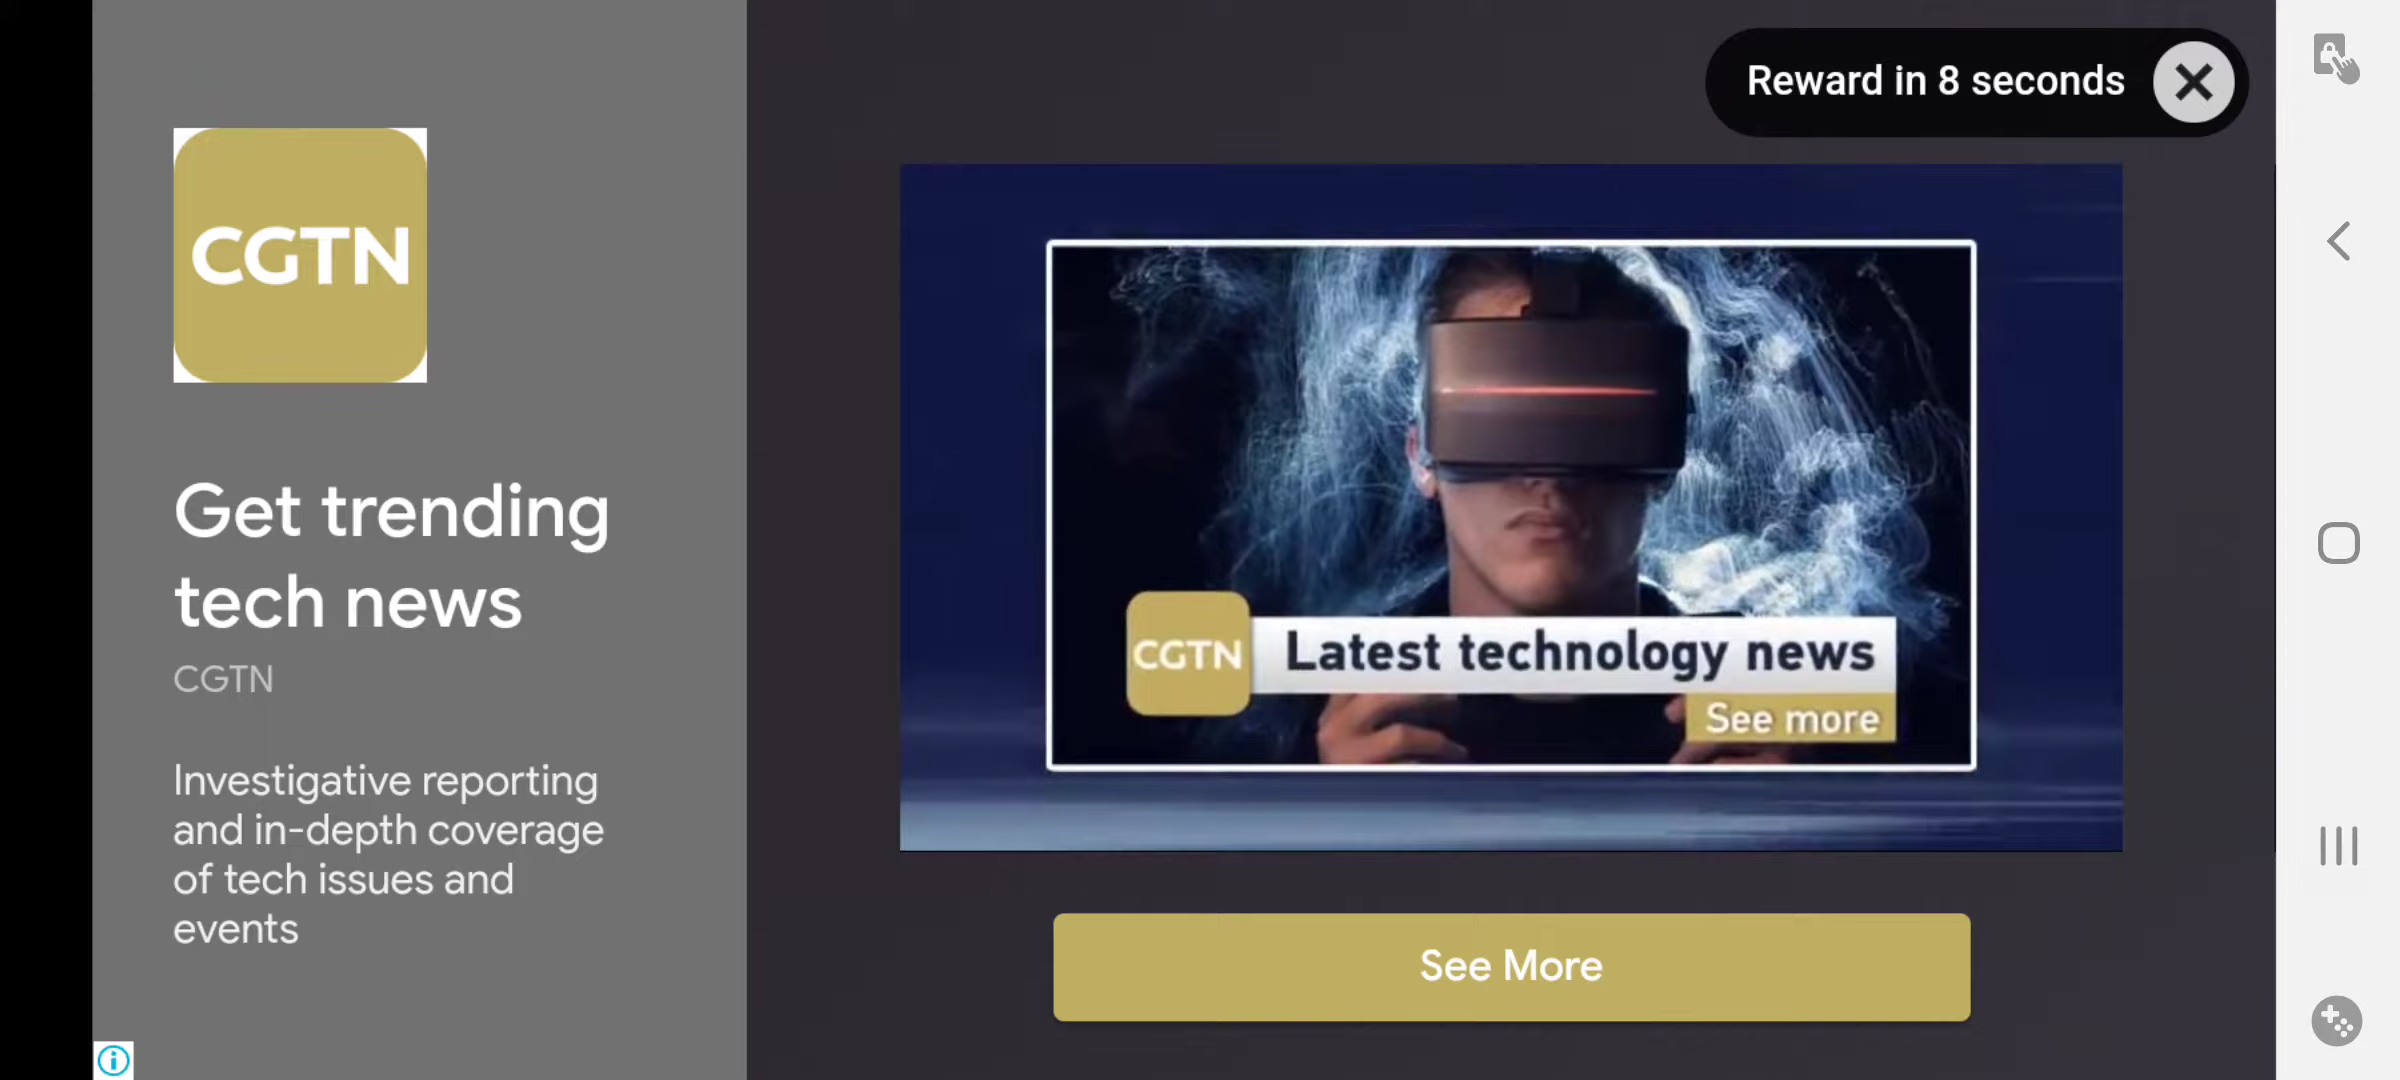 Reward in 8 seconds
CGTN
Get trending
tech news
CGTN
Investigative reporting
and in-depth coverage
of tech issues and
events
CGTN
Latest technology news
See more
See More